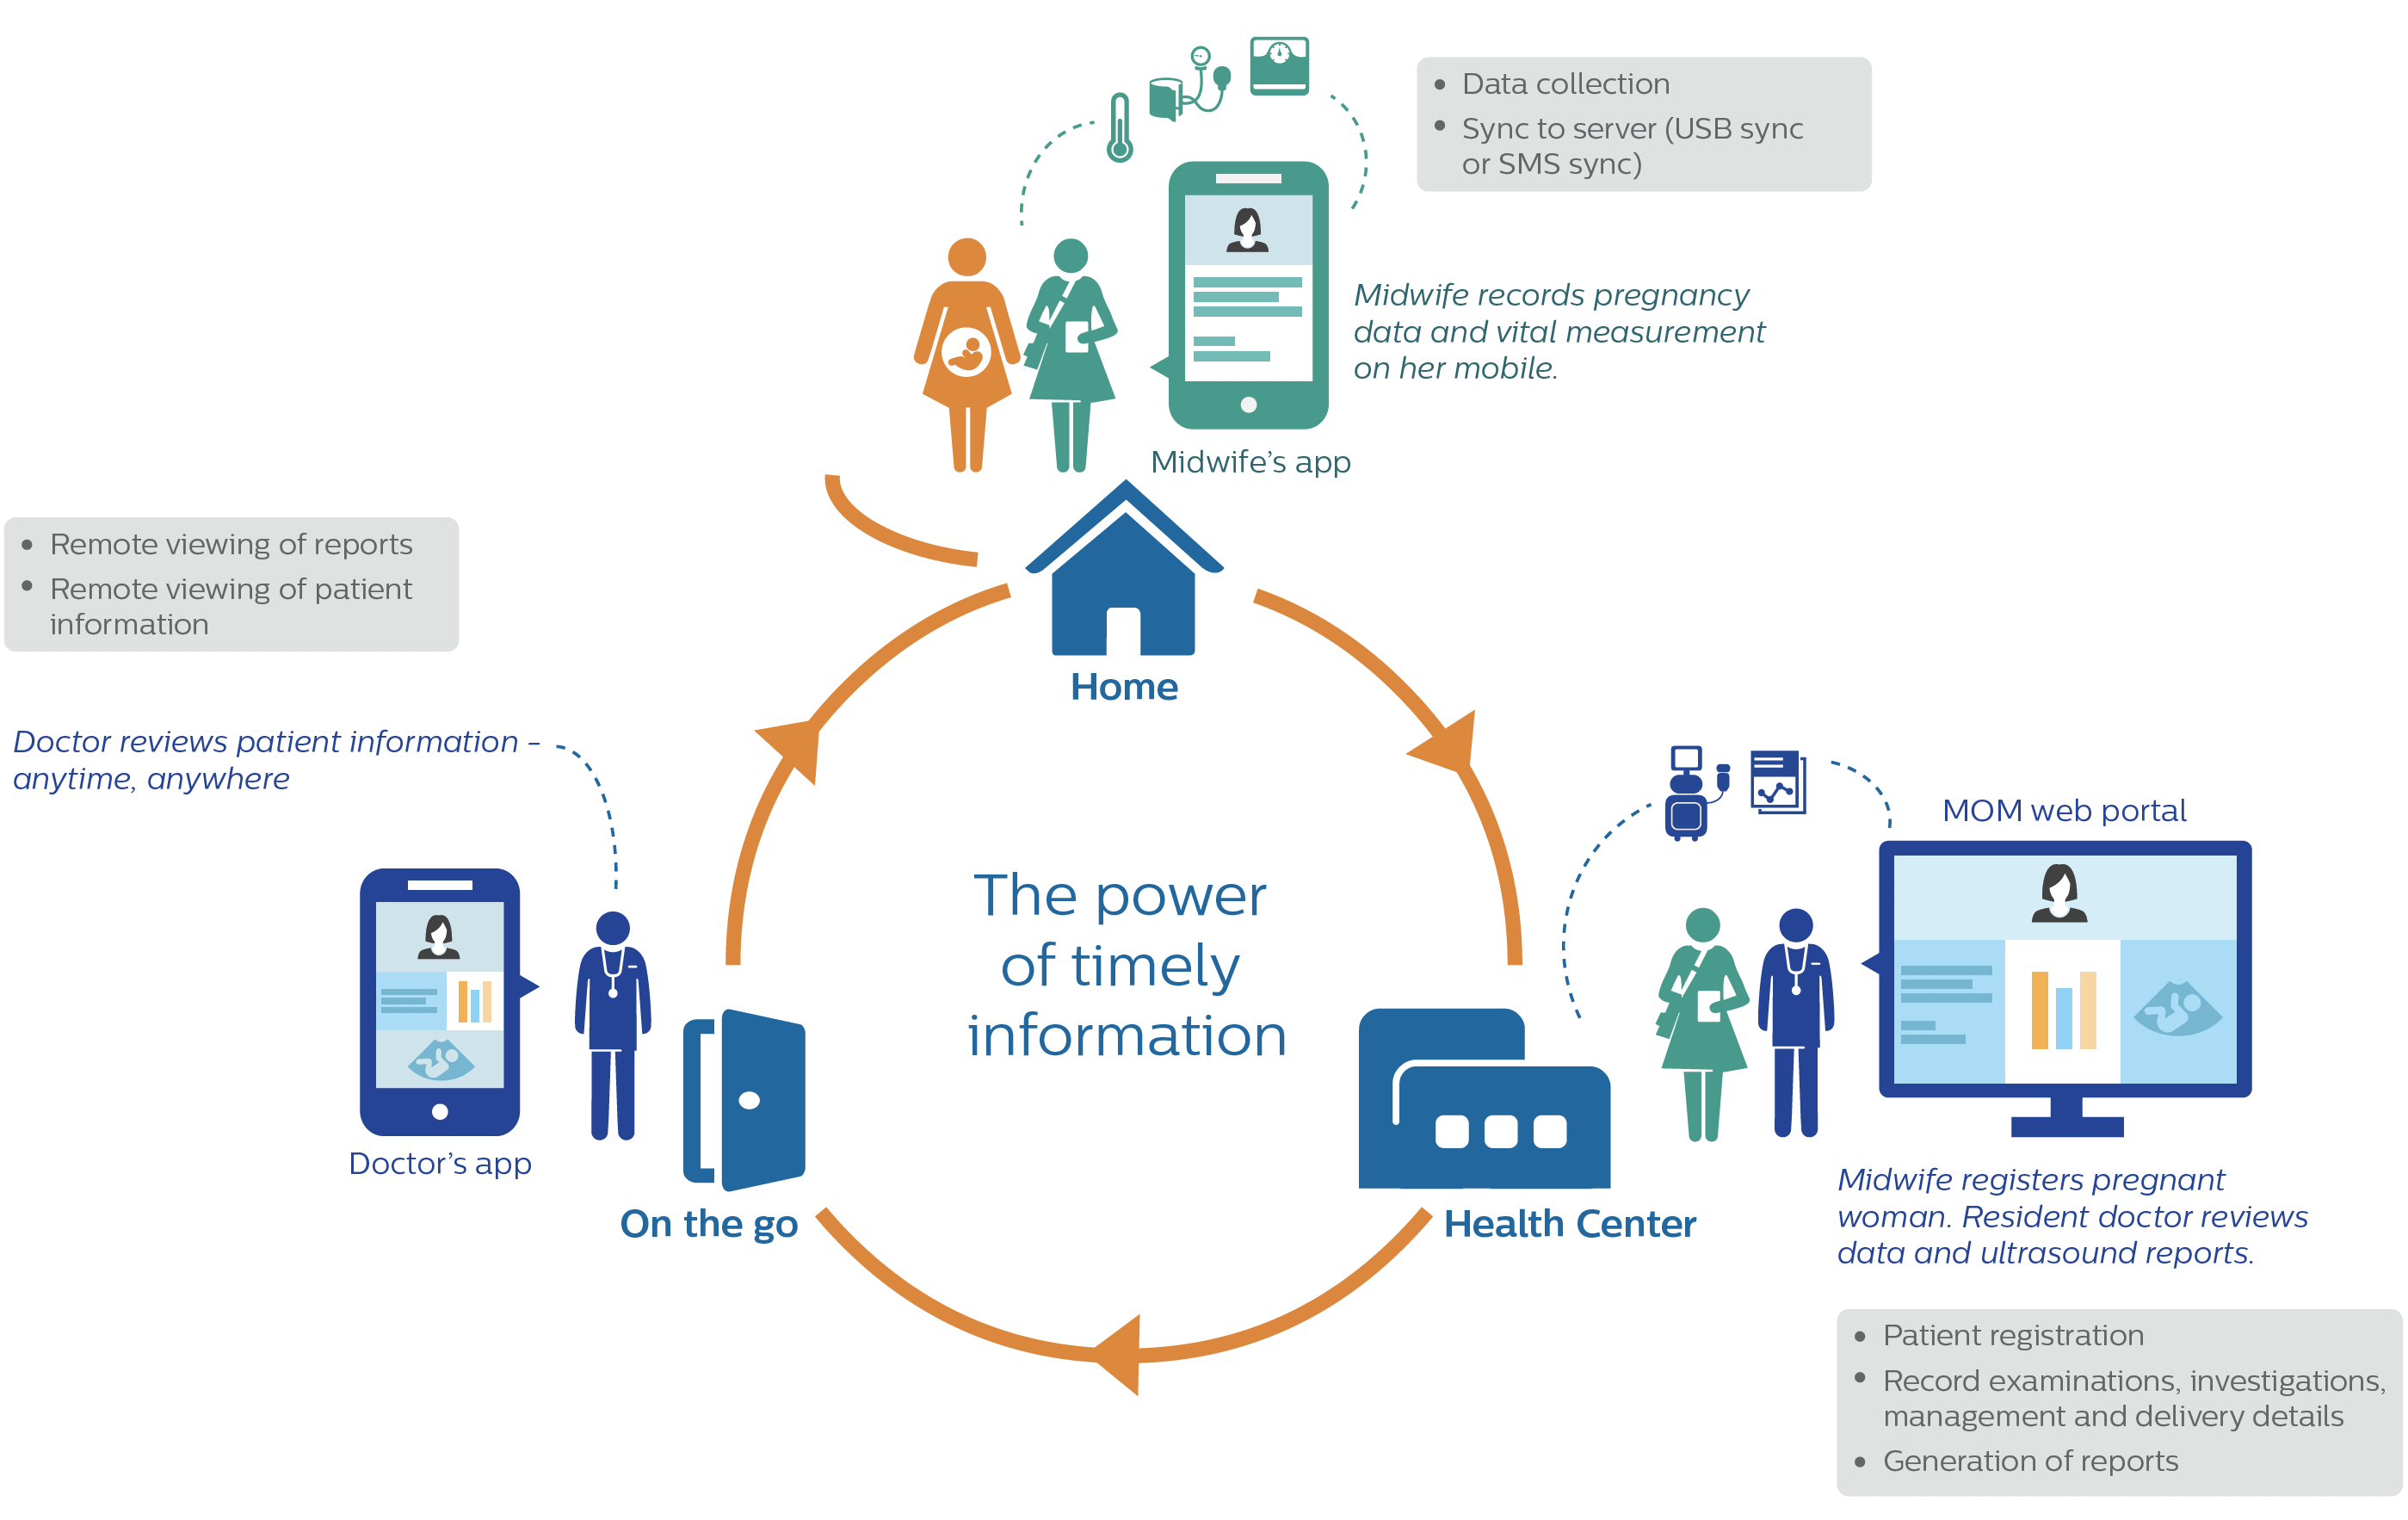 • Data collection
• Sync to server (USB sync
or SMS sync)
Midwife records pregnancy
data and vital measurement
on her mobile.
Midwife’s app
Home
• Remote viewing of reports
• Remote viewing of patient
information
Doctor reviews patient information -
anytime, anywhere
Doctor’s app
On the go
The power
of timely
information
MOM web portal
Health Center
Midwife registers pregnant
woman. Resident doctor reviews
data and ultrasound reports.
• Patient registration
• Record examinations, investigations,
management and delivery details
• Generation of reports